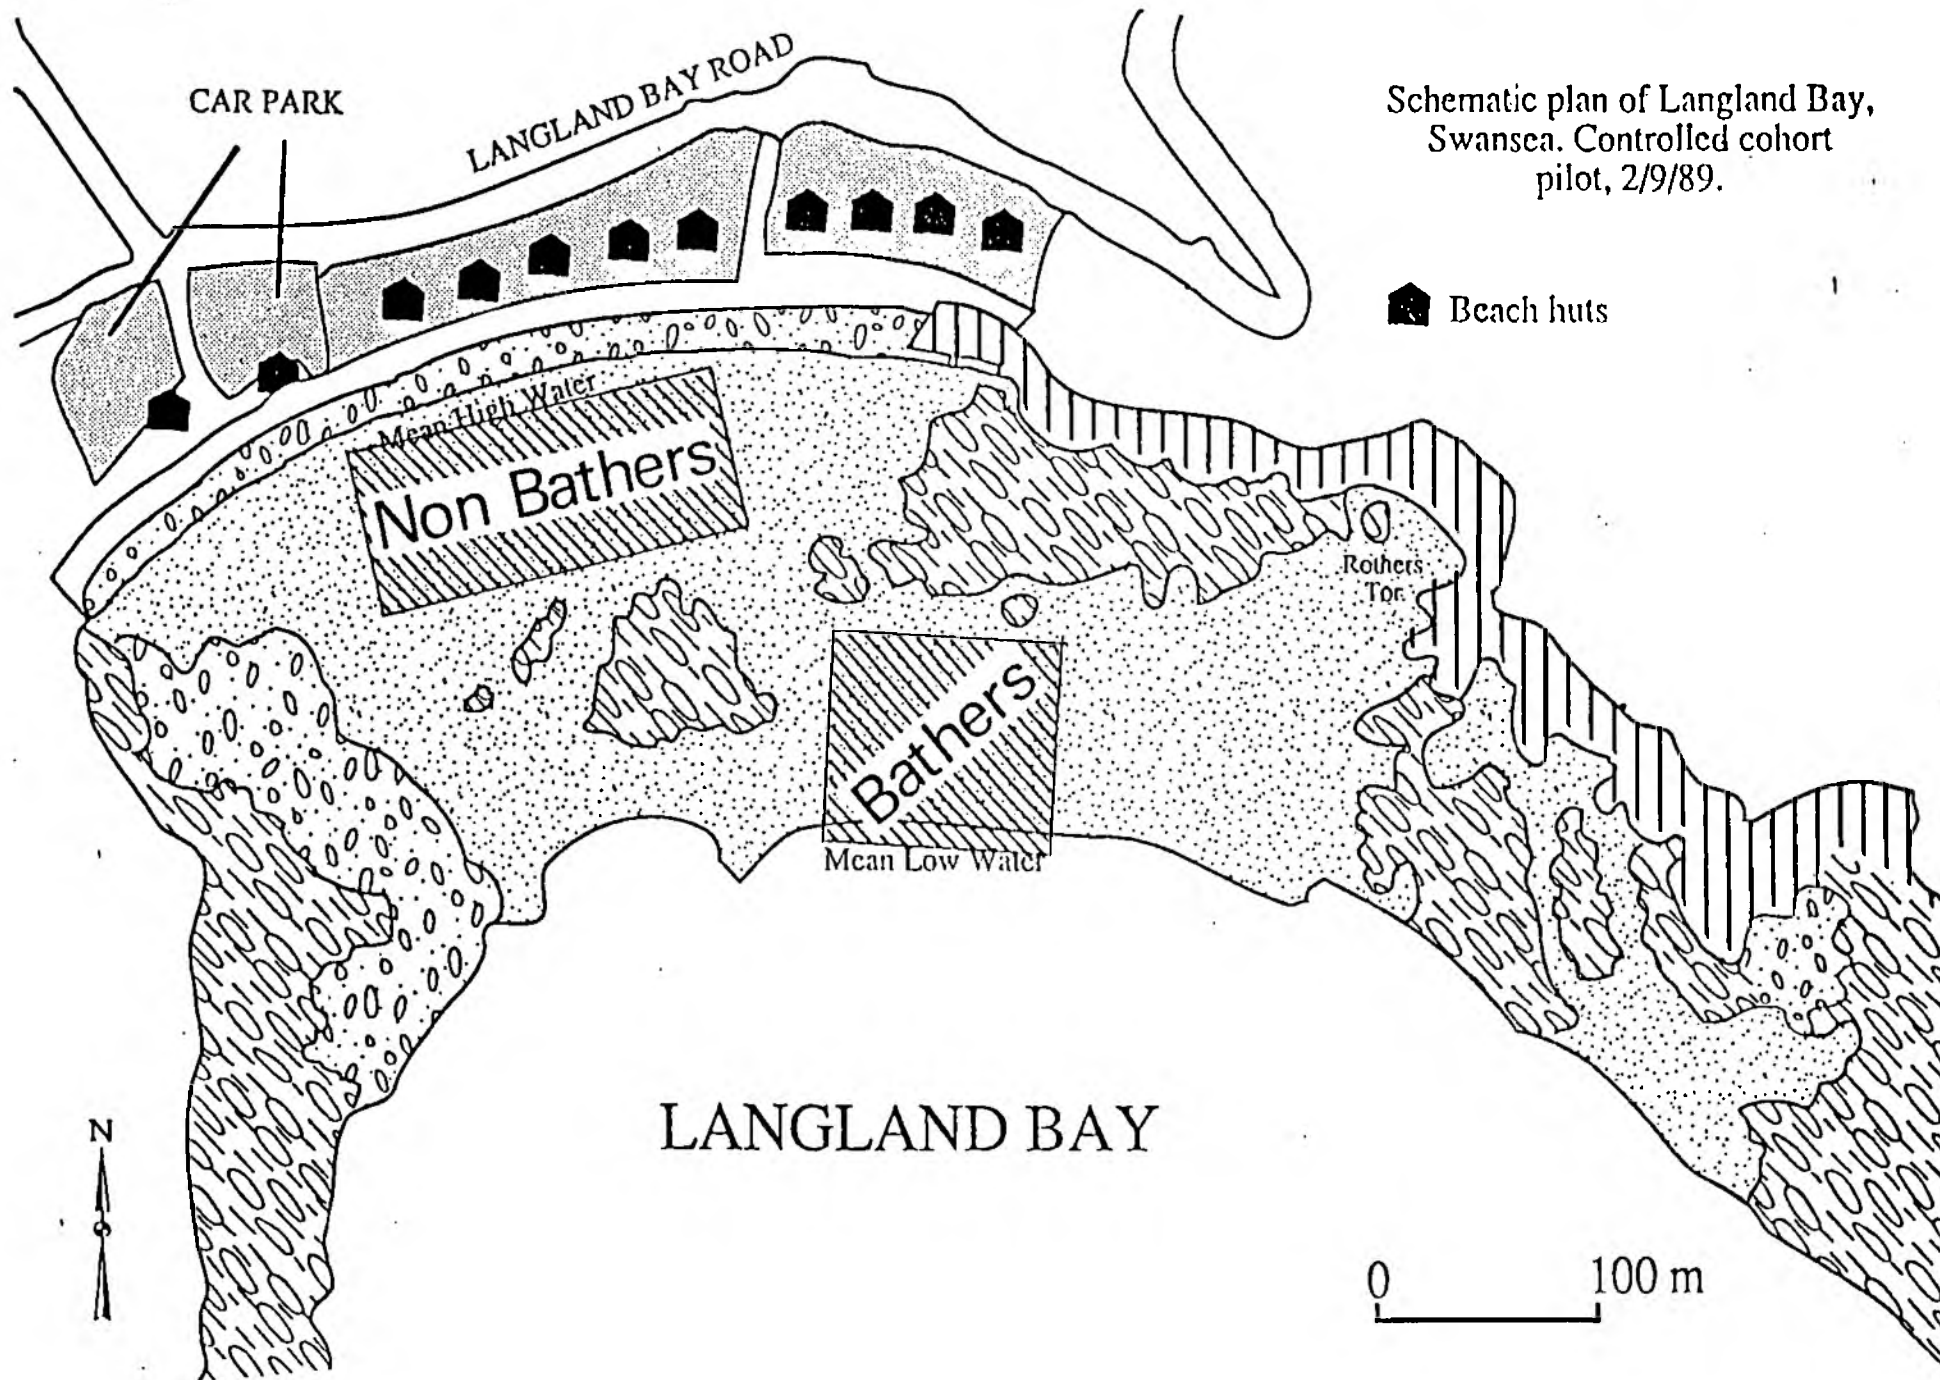 CAR PARK
LANGLAND BAY ROAD
Schematic plan of Langland Bay,
Swansea. Controlled cohort
pilot, 2/9/89.
Beach huts
Mean High Water
Non Bathers
Rothers
Tor
Bathers
Mean Low Water
LANGLAND BAY
N
0 100 m